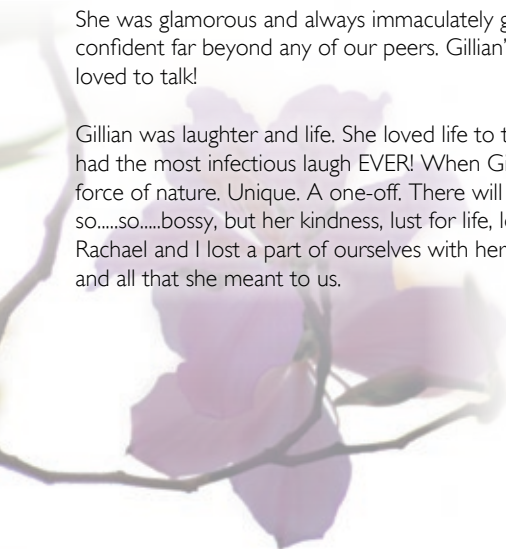 She was glamorous and always immaculately
confident far beyond any of our peers. Gillian'
loved to talk!
Gillian was laughter and life. She loved life to
had the most infectious laugh EVER! When
force of nature. Unique. A one-off. There will
so.....so.....bossy, but her kindness, lust for life,
Rachael and I lost a part of ourselves with her
and all that she meant to us.